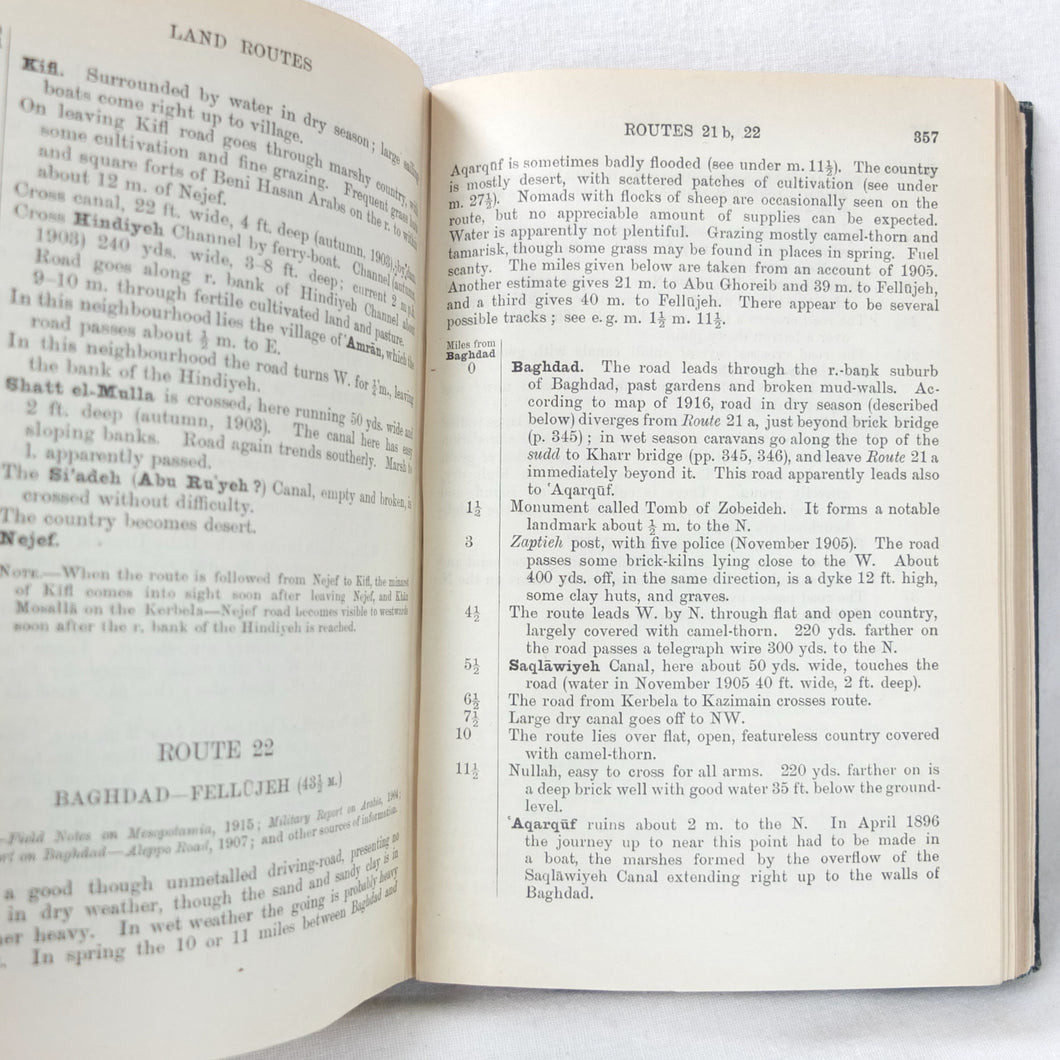 LAND ROUTES
Kifl. Surrounded by water in dry season; large sailing
boats come right up to village.
On leaving Kifl road goes through marshy country, with
some cultivation and fine grazing. Frequent grass huts
and square forts of Beni Hasan Arabs on the r. to within
about 12 m. of Nejef.
Cross canal, 22 ft. wide, 4 ft. deep (autumn, 1903), by
Cross Hindiyeh Channel by ferry-boat. Channel (autumn,
1903) 240 yds. wide, 3–8 ft. deep; current 2 m.p.h.
Road goes along r. bank of Hindiyeh Channel about
9–10 m. through fertile cultivated land and pasture.
In this neighbourhood lies the village of ʿAmrān, which the
road passes about ½ m. to E.
In this neighbourhood the road turns W. for ½ m., leaving
the bank of the Hindiyeh.
Shatt el-Mulla is crossed, here running 50 yds. wide and
2 ft. deep (autumn, 1903). The canal here has easy
sloping banks. Road again trends southerly. Marsh to
l. apparently passed.
The Si'adeh (Abu Ru'yeh?) Canal, empty and broken, is
crossed without difficulty.
The country becomes desert.
Nejef.
NOTE.—When the route is followed from Nejef to Kifl, the minaret
of Kifl comes into sight soon after leaving Nejef, and Khān
Mosallā on the Kerbela—Nejef road becomes visible to westwards
soon after the r. bank of the Hindiyeh is reached.
ROUTE 22
BAGHDAD—FELLŪJEH (43½ M.)
—Field Notes on Mesopotamia, 1915; Military Report on Arabia, 1904;
on Baghdad—Aleppo Road, 1907; and other sources of information.
a good though unmetalled driving-road, presenting no
in dry weather, though the sand and sandy clay is in
heavy. In wet weather the going is probably heavy
In spring the 10 or 11 miles between Baghdad and
ROUTES 21 b, 22 357
Aqarqūf is sometimes badly flooded (see under m. 11½). The country
is mostly desert, with scattered patches of cultivation (see under
m. 27½). Nomads with flocks of sheep are occasionally seen on the
route, but no appreciable amount of supplies can be expected.
Water is apparently not plentiful. Grazing mostly camel-thorn and
tamarisk, though some grass may be found in places in spring. Fuel
scanty. The miles given below are taken from an account of 1905.
Another estimate gives 21 m. to Abu Ghoreib and 39 m. to Fellūjeh,
and a third gives 40 m. to Fellūjeh. There appear to be several
possible tracks; see e. g. m. 1½ m. 11½.
Miles from
Baghdad
0 Baghdad. The road leads through the r.-bank suburb
of Baghdad, past gardens and broken mud-walls. Ac-
cording to map of 1916, road in dry season (described
below) diverges from Route 21 a, just beyond brick bridge
(p. 345); in wet season caravans go along the top of the
sudd to Kharr bridge (pp. 345, 346), and leave Route 21 a
immediately beyond it. This road apparently leads also
to ʿAqarqūf.
1½ Monument called Tomb of Zobeideh. It forms a notable
landmark about ½ m. to the N.
3 Zaptieh post, with five police (November 1905). The road
passes some brick-kilns lying close to the W. About
400 yds. off, in the same direction, is a dyke 12 ft. high,
some clay huts, and graves.
4½ The route leads W. by N. through flat and open country,
largely covered with camel-thorn. 220 yds. farther on
the road passes a telegraph wire 300 yds. to the N.
5½ Saqlāwiyeh Canal, here about 50 yds. wide, touches the
road (water in November 1905 40 ft. wide, 2 ft. deep).
6½ The road from Kerbela to Kazimain crosses route.
7½ Large dry canal goes off to NW.
10 The route lies over flat, open, featureless country covered
with camel-thorn.
11½ Nullah, easy to cross for all arms. 220 yds. farther on is
a deep brick well with good water 35 ft. below the ground-
level.
ʿAqarqūf ruins about 2 m. to the N. In April 1896
the journey up to near this point had to be made in
a boat, the marshes formed by the overflow of the
Saqlawiyeh Canal extending right up to the walls of
Baghdad.